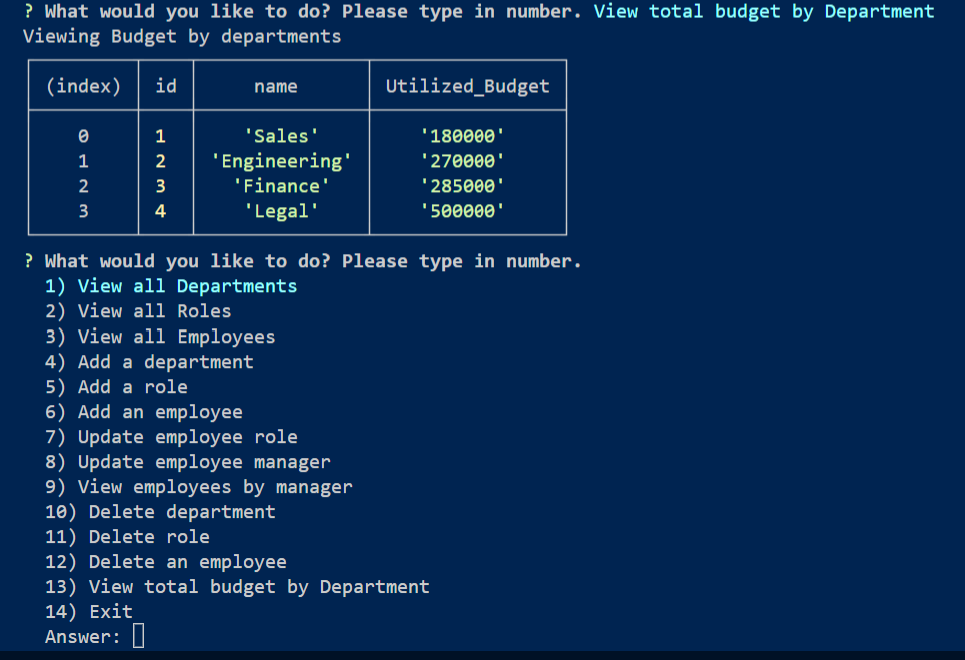 ? What would you like to do? Please type in number. View total budget by Department
Viewing Budget by departments
(index) id name Utilized_Budget
0 1 'Sales' '180000'
1 2 'Engineering' '270000'
2 3 'Finance' '285000'
3 4 'Legal' '500000'
? What would you like to do? Please type in number.
1) View all Departments
2) View all Roles
3) View all Employees
4) Add a department
5) Add a role
6) Add an employee
7) Update employee role
8) Update employee manager
9) View employees by manager
10) Delete department
11) Delete role
12) Delete an employee
13) View total budget by Department
14) Exit
Answer: